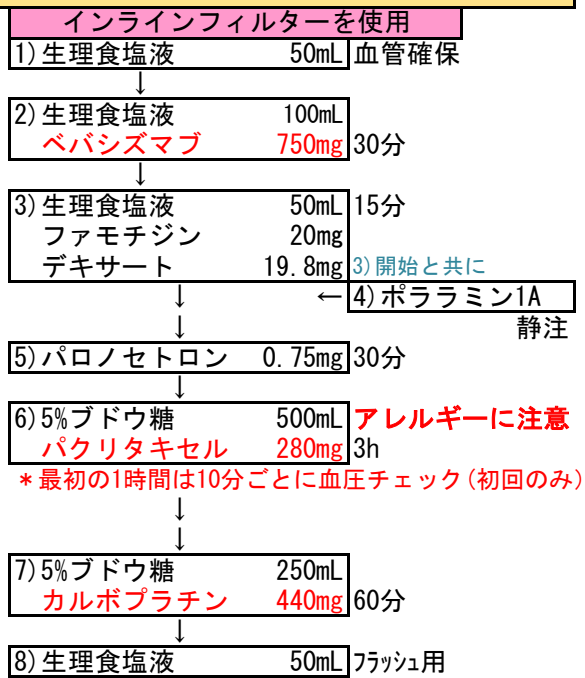 インラインフィルターを使用
1)生理食塩液 50mL 血管確保
↓
2)生理食塩液 100mL
ベバシズマブ 750mg 30分
↓
3)生理食塩液 50mL 15分
ファモチジン 20mg
デキサート 19.8mg 3)開始と共に
↓ ← 4)ポララミン1A
↓ 静注
5)パロノセトロン 0.75mg 30分
↓
6)5%ブドウ糖 500mL アレルギーに注意
パクリタキセル 280mg 3h
*最初の1時間は10分ごとに血圧チェック(初回のみ)
↓
↓
7)5%ブドウ糖 250mL
カルボプラチン 440mg 60分
↓
8)生理食塩液 50mL フラッシュ用